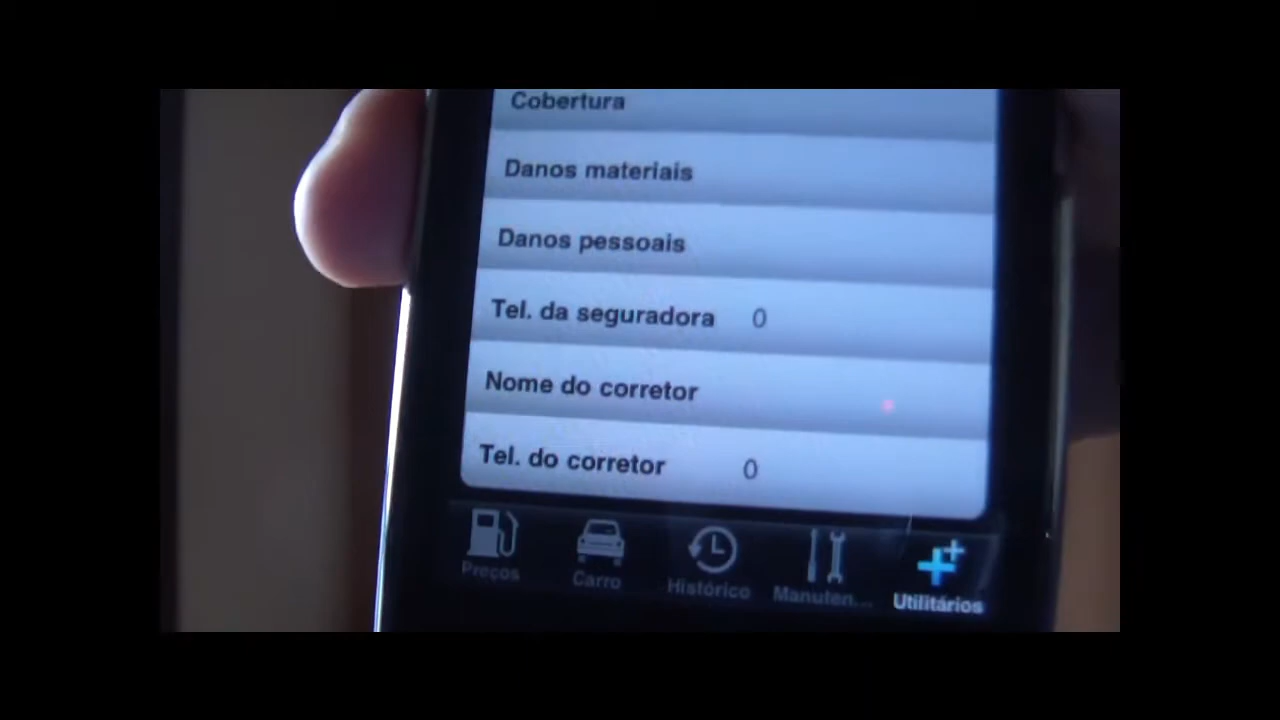 Cobertura
Danos materiais
Danos pessoais
Tel. da seguradora 0
Nome do corretor
Tel. do corretor 0
Preços Carro Histórico Manuten... Utilitários